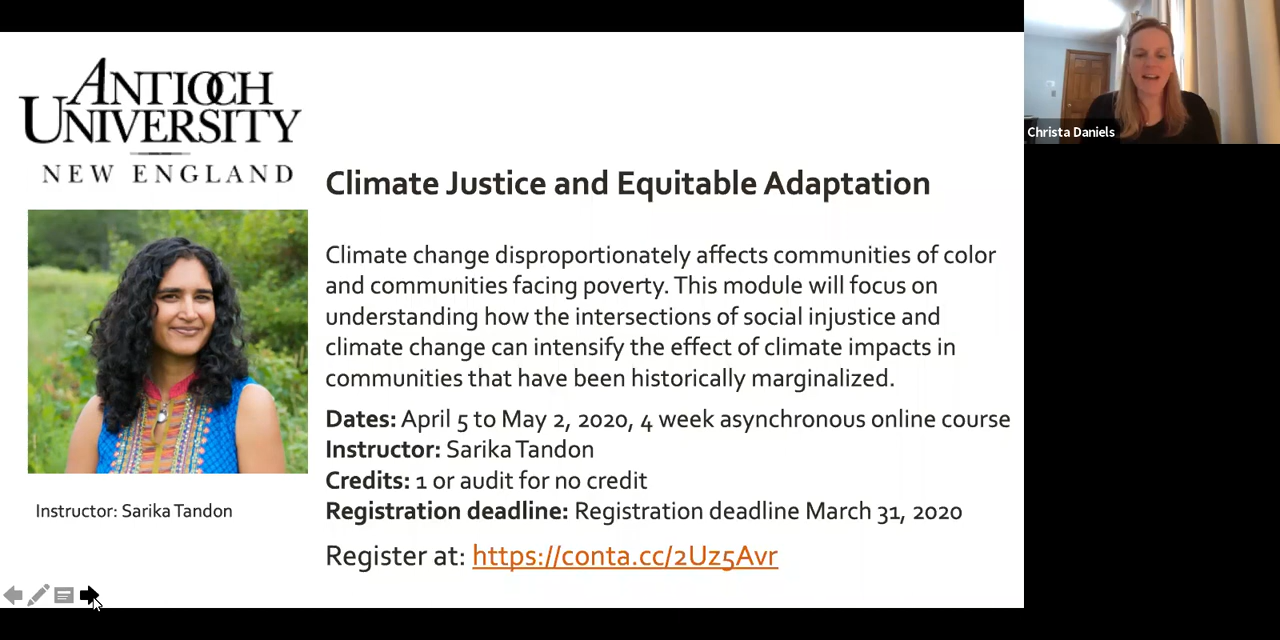 ANTIOCH
UNIVERSITY
NEW ENGLAND
Climate Justice and Equitable Adaptation
Climate change disproportionately affects communities of color
and communities facing poverty. This module will focus on
understanding how the intersections of social injustice and
climate change can intensify the effect of climate impacts in
communities that have been historically marginalized.
Dates: April 5 to May 2, 2020, 4 week asynchronous online course
Instructor: Sarika Tandon
Credits: 1 or audit for no credit
Registration deadline: Registration deadline March 31, 2020
Register at: https://conta.cc/2Uz5Avr
Instructor: Sarika Tandon
Christa Daniels